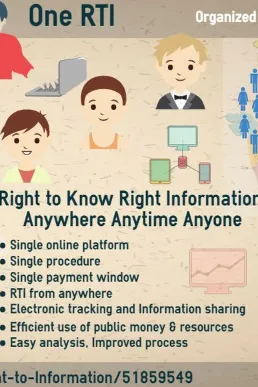 One RTI
Organized
Right to Know Right Information
Anywhere Anytime Anyone
● Single online platform
● Single procedure
● Single payment window
● RTI from anywhere
● Electronic tracking and Information sharing
● Efficient use of public money & resources
● Easy analysis, Improved process
nt-to-Information/51859549